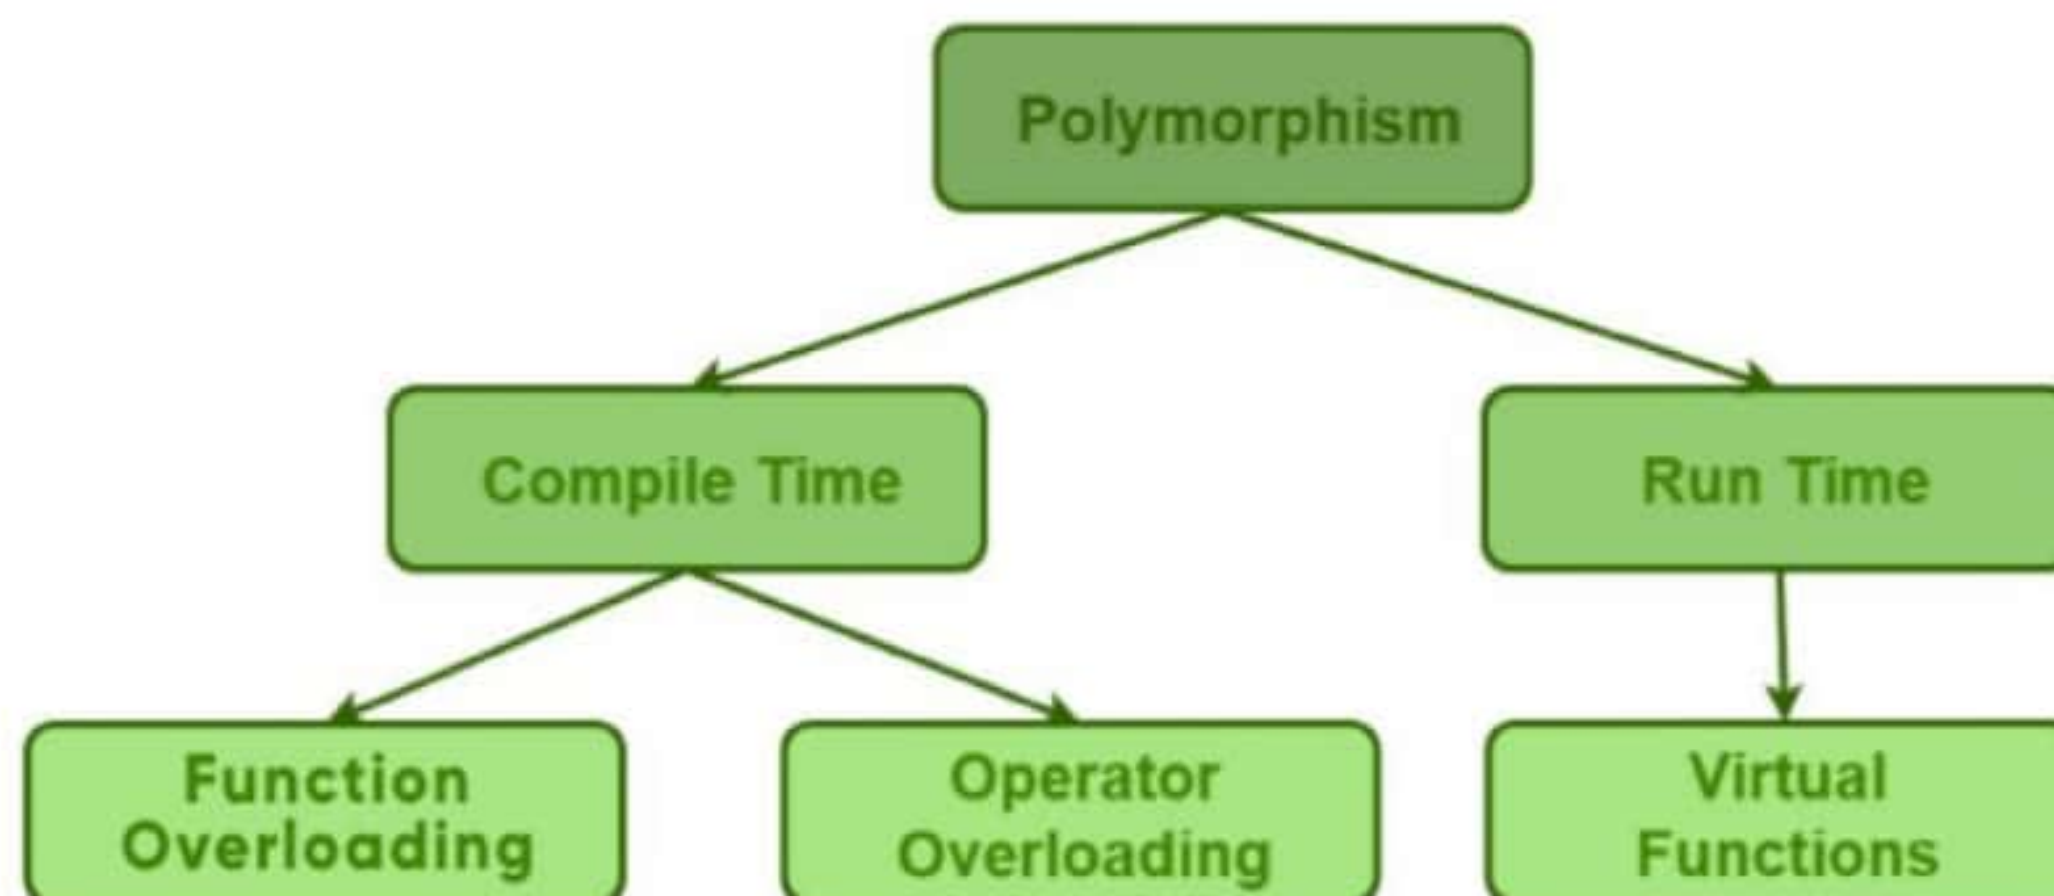 Polymorphism
Compile Time
Run Time
Function
Overloading
Operator
Overloading
Virtual
Functions